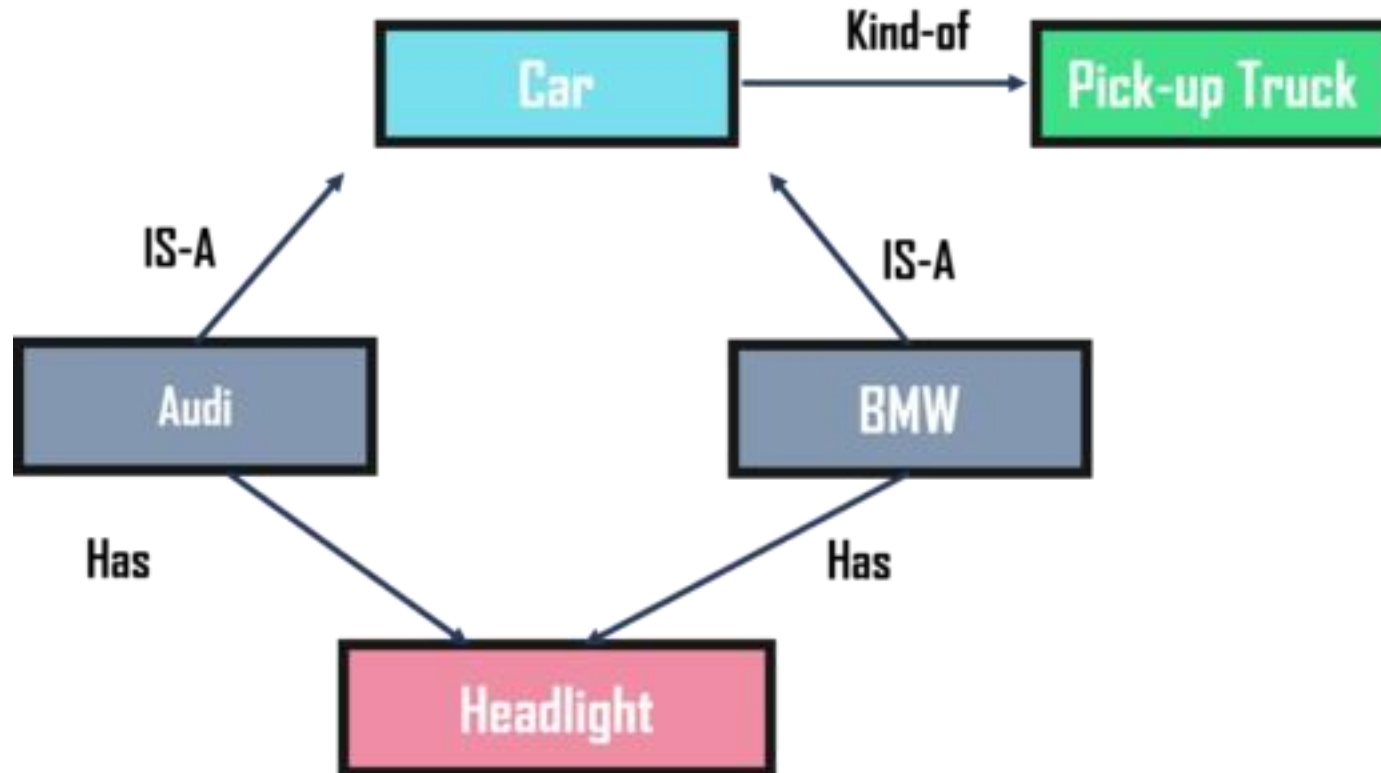 Kind-of
Car
Pick-up Truck
IS-A
IS-A
Audi
BMW
Has
Has
Headlight